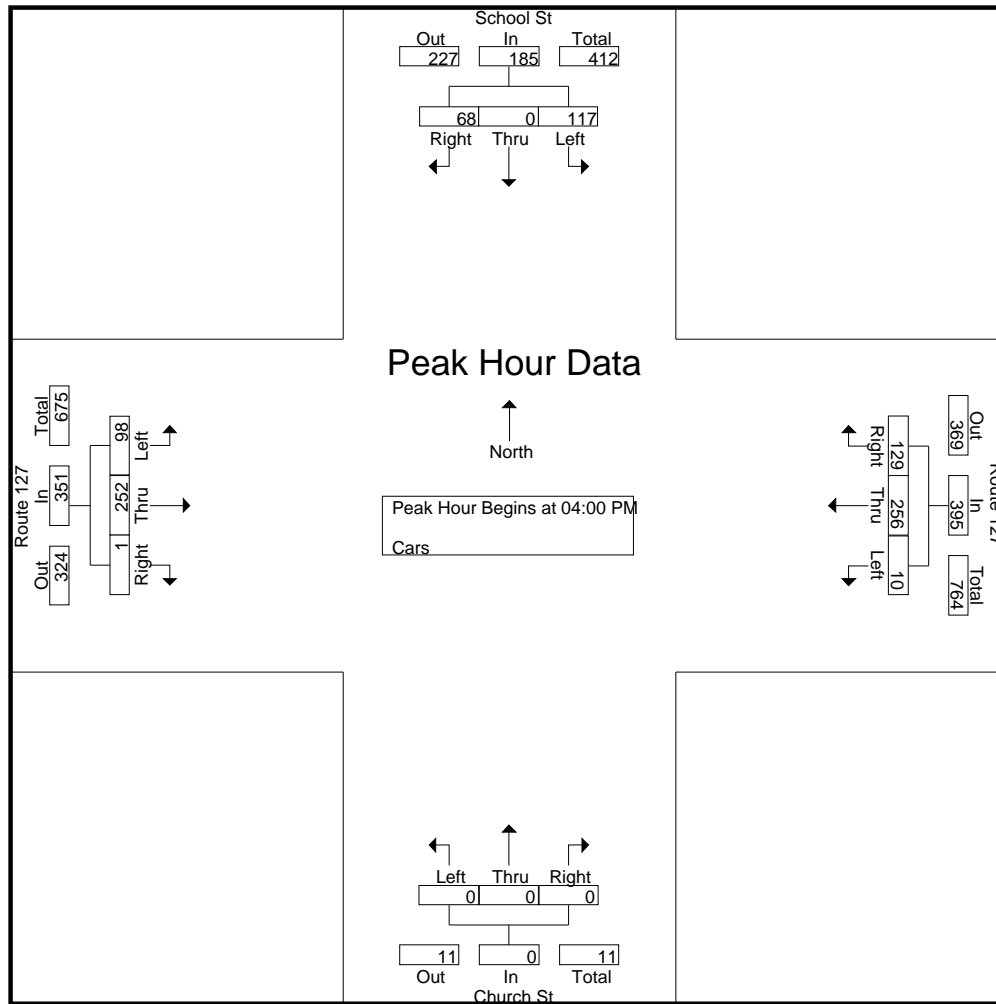 School St
Out In Total
227 185 412
68 0 117
Right Thru Left
Peak Hour Data
North
Peak Hour Begins at 04:00 PM
Cars
Route 127
Out In Total
324 351 675
Left Thru Right
98 252 1
Route 127
Out In Total
369 395 764
Right Thru Left
129 256 10
Left Thru Right
0 0 0
11 0 11
Out In Total
Church St